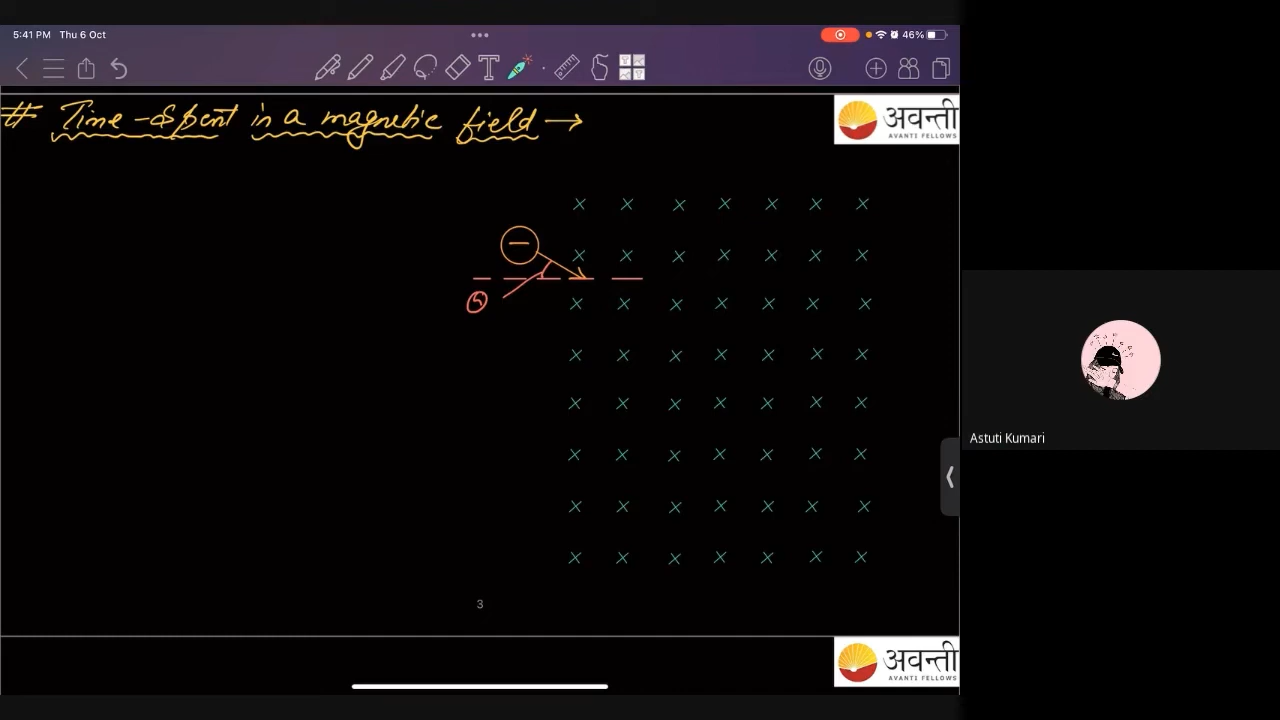 5:41 PM Thu 6 Oct
46%
# Time-Spent in a magnetic field →
अवन्ती
AVANTI FELLOWS
× × × × × × ×
−
× × × × × × ×
× × × × × × ×
× × × × × × ×
× × × × × × ×
× × × × × × ×
× × × × × × ×
× × × × × × ×
Astuti Kumari
3
अवन्ती
AVANTI FELLOWS